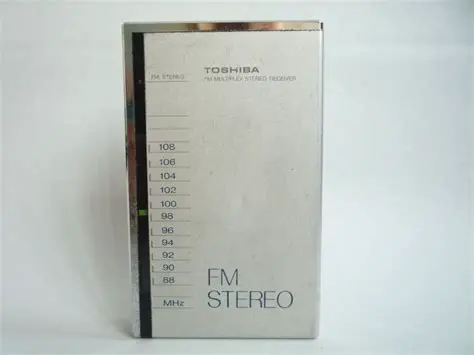 TOSHIBA
FM STEREO
FM MULTIPLEX STEREO RECEIVER
108
106
104
102
100
98
96
94
92
90
88
MHz
FM
STEREO